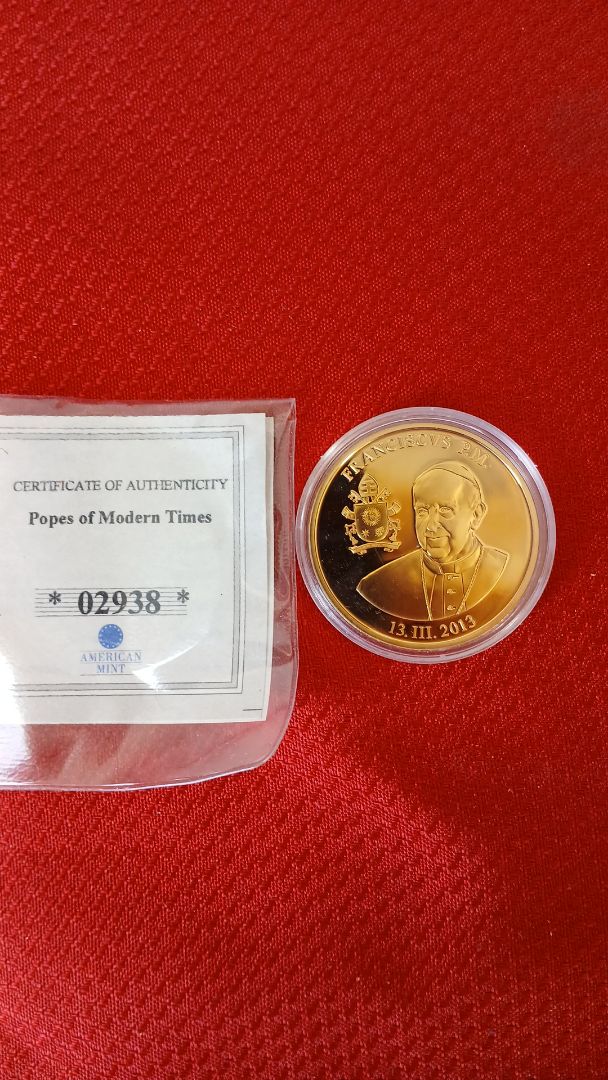 CERTIFICATE OF AUTHENTICITY
Popes of Modern Times
* 02938 *
AMERICAN
MINT
FRANCISCVS P.M.
13.III.2013